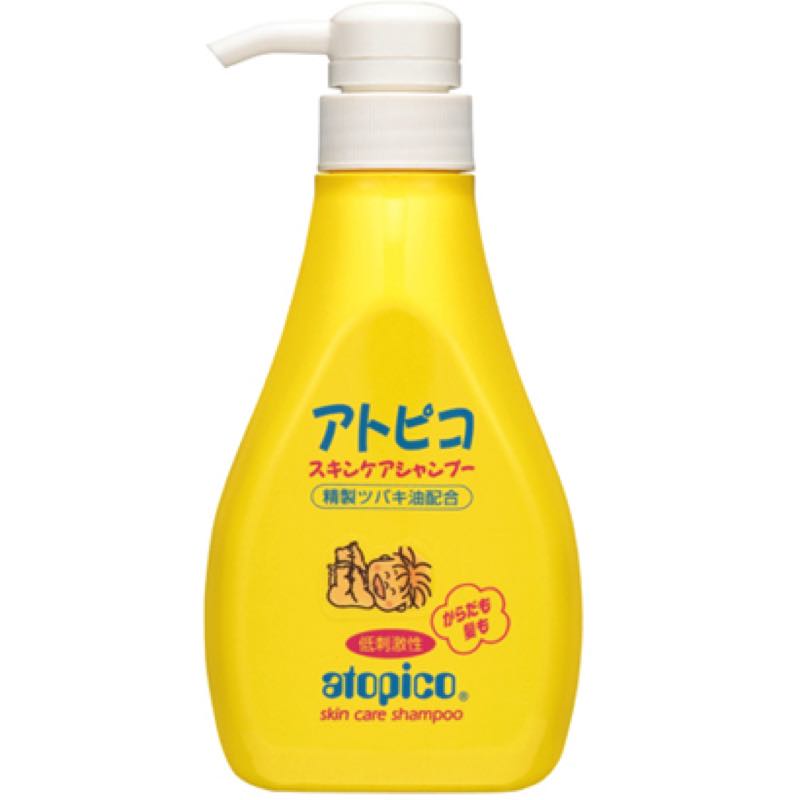 アトピコ
スキンケアシャンプー
精製ツバキ油配合
からだも
髪も
低刺激性
atopico®
skin care shampoo